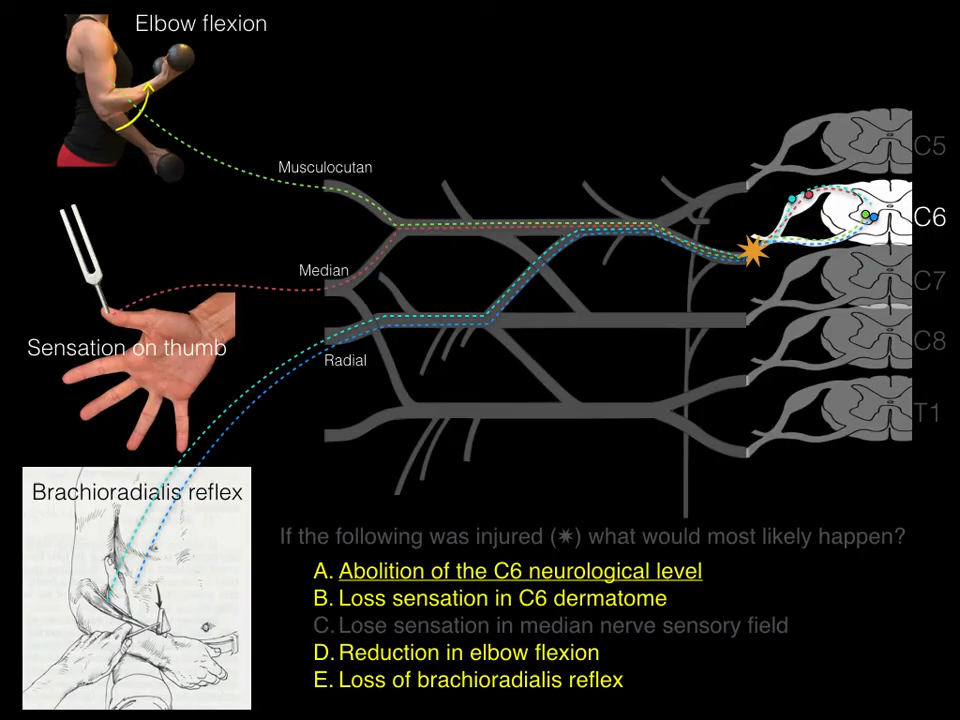 Elbow flexion
Musculocutan
Median
Sensation on thumb
Radial
Brachioradialis reflex
C5
C6
C7
C8
T1
If the following was injured (✷) what would most likely happen?
A. Abolition of the C6 neurological level
B. Loss sensation in C6 dermatome
C. Lose sensation in median nerve sensory field
D. Reduction in elbow flexion
E. Loss of brachioradialis reflex